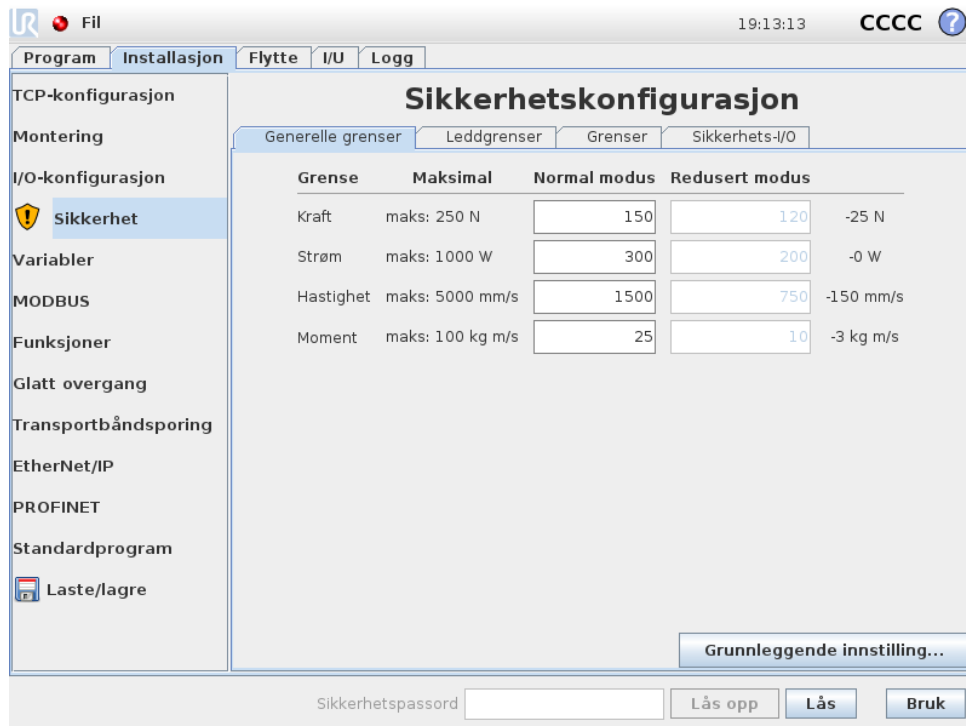 UR Fil 19:13:13 CCCC ?
Program Installasjon Flytte I/U Logg
TCP-konfigurasjon
Montering
I/O-konfigurasjon
Sikkerhet
Variabler
MODBUS
Funksjoner
Glatt overgang
Transportbåndsporing
EtherNet/IP
PROFINET
Standardprogram
Laste/lagre
Sikkerhetskonfigurasjon
Generelle grenser Leddgrenser Grenser Sikkerhets-I/O
Grense Maksimal Normal modus Redusert modus
Kraft maks: 250 N 150 120 -25 N
Strøm maks: 1000 W 300 200 -0 W
Hastighet maks: 5000 mm/s 1500 750 -150 mm/s
Moment maks: 100 kg m/s 25 10 -3 kg m/s
Grunnleggende innstilling...
Sikkerhetspassord Lås opp Lås Bruk